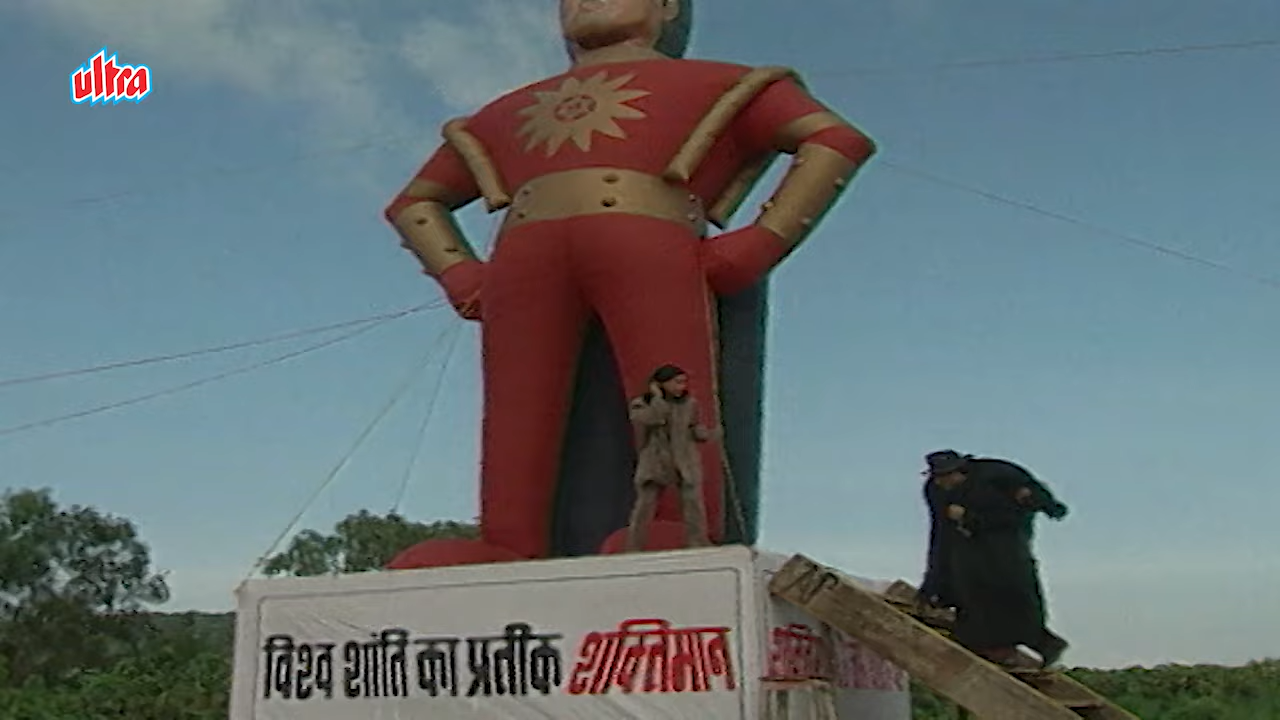 ultra
विश्व शांति का प्रतीक शक्तिमान